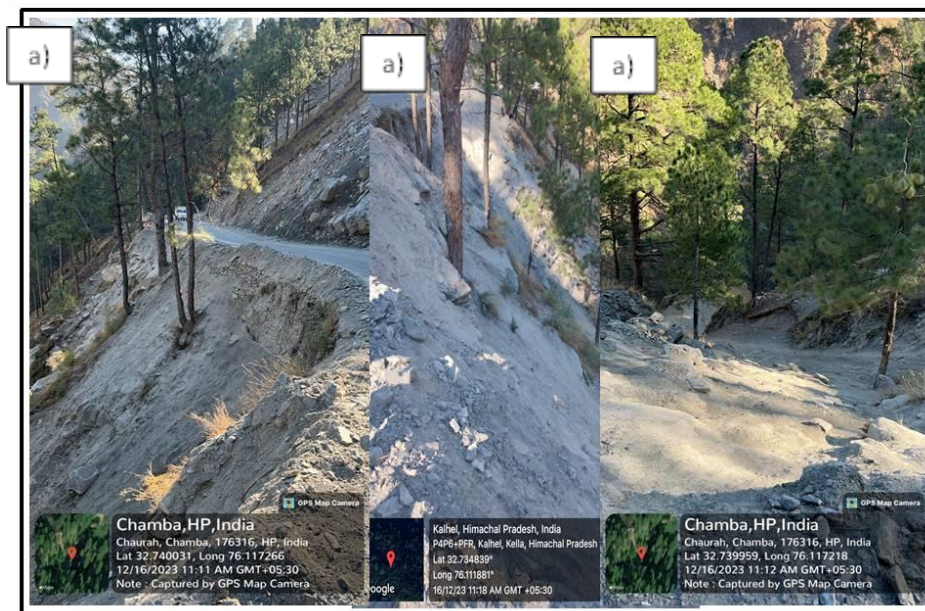 a)
a)
a)
GPS Map Camera
Chamba,HP,India
Chaurah, Chamba, 176316, HP, India
Lat 32.740031, Long 76.117266
12/16/2023 11:11 AM GMT+05:30
Note : Captured by GPS Map Camera
oogle
Kalhel, Himachal Pradesh, India
P4P6+PFR, Kalhel, Kella, Himachal Pradesh
Lat 32.734839°
Long 76.111881°
16/12/23 11:18 AM GMT +05:30
GPS Map Camera
Chamba,HP,India
Chaurah, Chamba, 176316, HP, India
Lat 32.739959, Long 76.117218
12/16/2023 11:12 AM GMT+05:30
Note : Captured by GPS Map Camera